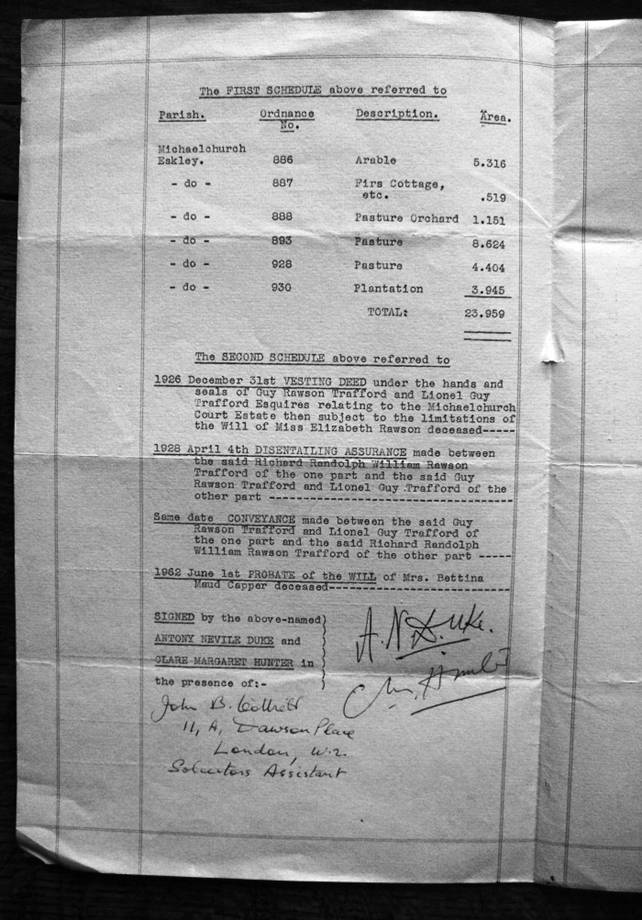 The FIRST SCHEDULE above referred to
Parish. Ordnance No. Description. Area.
Michaelchurch
Eskley. 886 Arable 5.316
- do - 887 Firs Cottage,
etc. .519
- do - 888 Pasture Orchard 1.151
- do - 893 Pasture 8.624
- do - 928 Pasture 4.404
- do - 930 Plantation 3.945
TOTAL: 23.959
The SECOND SCHEDULE above referred to
1926 December 31st VESTING DEED under the hands and
seals of Guy Rawson Trafford and Lionel Guy
Trafford Esquires relating to the Michaelchurch
Court Estate then subject to the limitations of
the Will of Miss Elizabeth Rawson deceased-----
1928 April 4th DISENTAILING ASSURANCE made between
the said Richard Randolph William Rawson
Trafford of the one part and the said Guy
Rawson Trafford and Lionel Guy Trafford of the
other part ---------------------------------
Same date CONVEYANCE made between the said Guy
Rawson Trafford and Lionel Guy Trafford of
the one part and the said Richard Randolph
William Rawson Trafford of the other part -----
1962 June 1st PROBATE of the WILL of Mrs. Bettina
Maud Capper deceased-------------------------
SIGNED by the above-named)
ANTONY NEVILE DUKE and
CLARE MARGARET HUNTER in
the presence of:-
A.N. Duke.
John B.
11, A, Dawson Place
London, W.2.
Solicitors Assistant